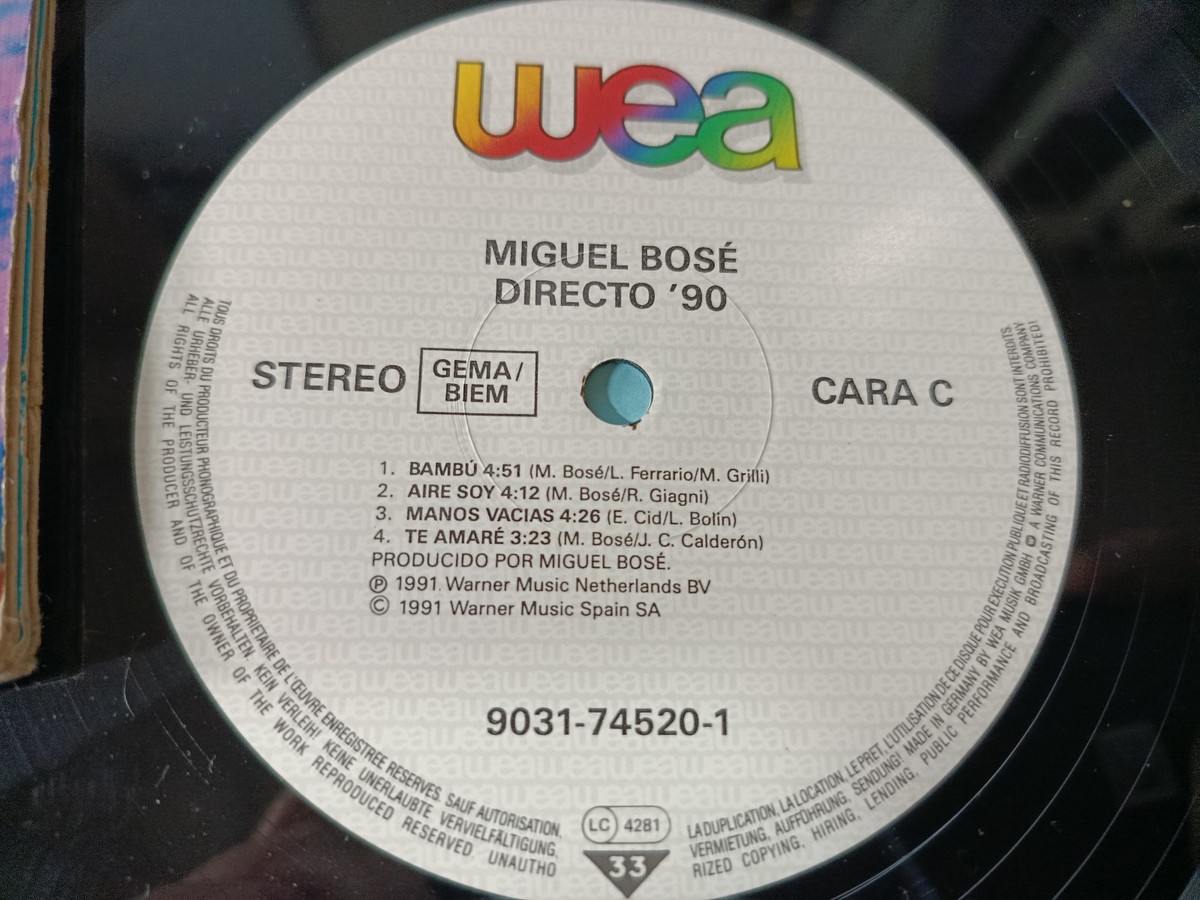 wea
MIGUEL BOSÉ
DIRECTO '90
STEREO
GEMA/
BIEM
CARA C
1. BAMBÚ 4:51 (M. Bosé/L. Ferrario/M. Grilli)
2. AIRE SOY 4:12 (M. Bosé/R. Giagni)
3. MANOS VACIAS 4:26 (E. Cid/L. Bolin)
4. TE AMARÉ 3:23 (M. Bosé/J. C. Calderón)
PRODUCIDO POR MIGUEL BOSÉ.
Ⓟ 1991 Warner Music Netherlands BV
© 1991 Warner Music Spain SA
9031-74520-1
LC 4281
33
TOUS DROITS DU PRODUCTEUR PHONOGRAPHIQUE ET DU PROPRIETAIRE DE L'ŒUVRE ENREGISTREE RESERVES. SAUF AUTORISATION, LA DUPLICATION, LA LOCATION, LE PRET, L'UTILISATION DE CE DISQUE POUR EXECUTION PUBLIQUE ET RADIODIFFUSION SONT INTERDITS.
ALLE URHEBER- UND LEISTUNGSSCHUTZRECHTE VORBEHALTEN. KEIN VERLEIH! KEINE UNERLAUBTE VERVIELFÄLTIGUNG, VERMIETUNG, AUFFÜHRUNG, SENDUNG! MADE IN GERMANY BY WEA MUSIK GMBH A WARNER COMMUNICATIONS COMPANY
ALL RIGHTS OF THE PRODUCER AND OF THE OWNER OF THE WORK REPRODUCED RESERVED. UNAUTHORIZED COPYING, HIRING, LENDING, PUBLIC PERFORMANCE AND BROADCASTING OF THIS RECORD PROHIBITED!